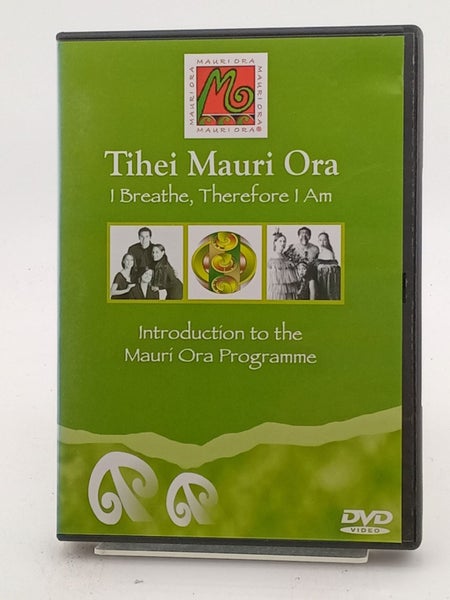 MAURI ORA
MAURI ORA
MAURI ORA
MAURI ORA®
Tihei Mauri Ora
I Breathe, Therefore I Am
Introduction to the
Mauri Ora Programme
DVD
VIDEO